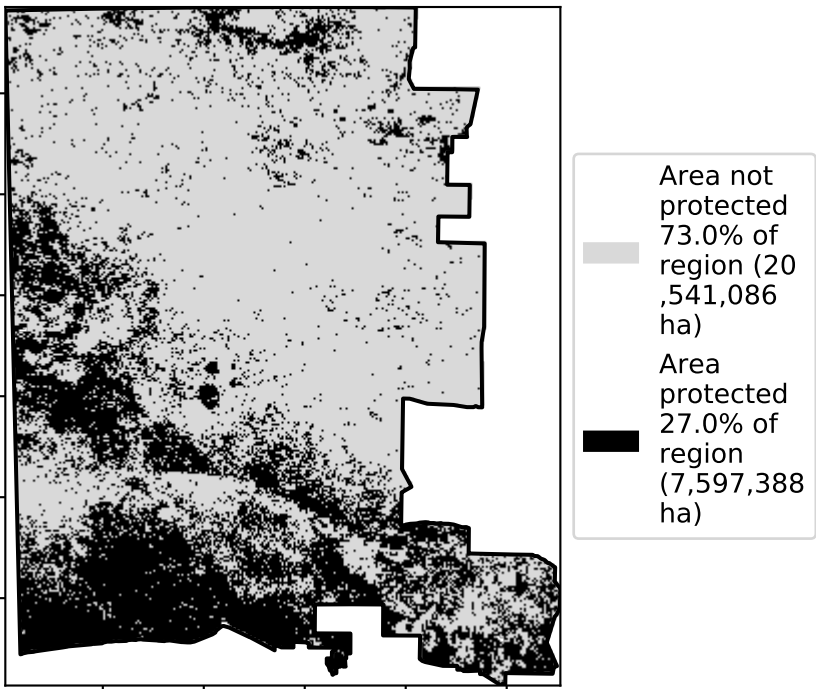 Area not
protected
73.0% of
region (20
,541,086
ha)
Area
protected
27.0% of
region
(7,597,388
ha)